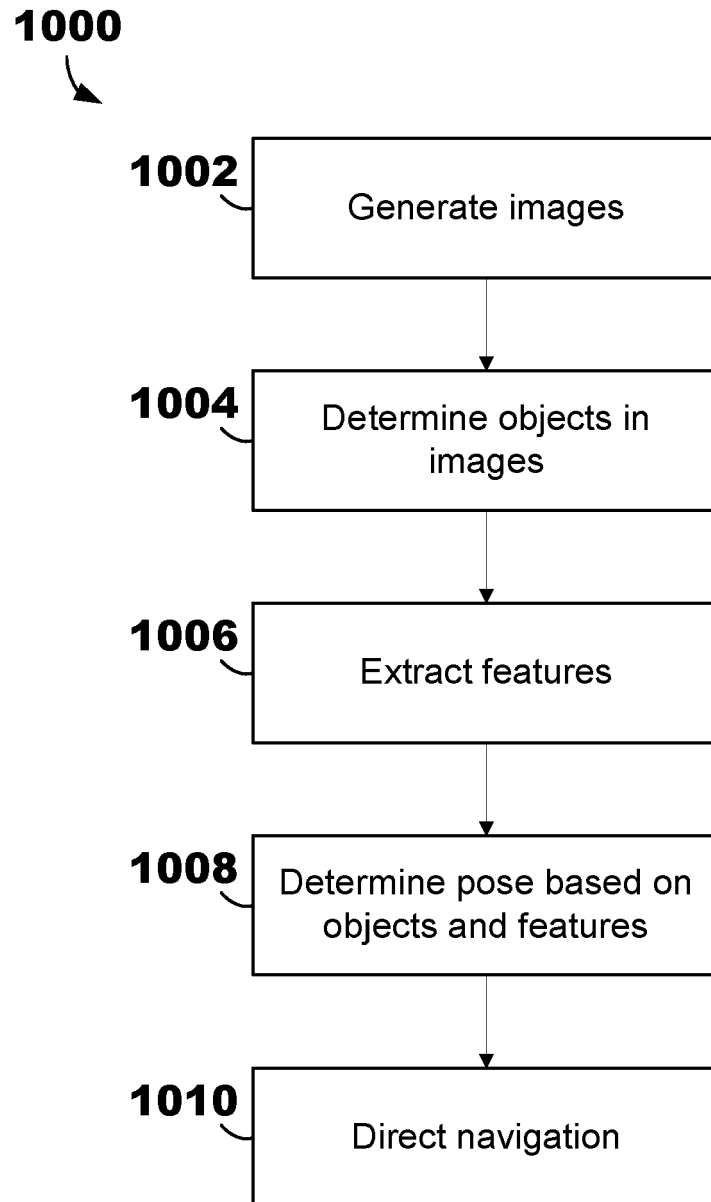 1000
1002
Generate images
1004
Determine objects in
images
1006
Extract features
1008
Determine pose based on
objects and features
1010
Direct navigation